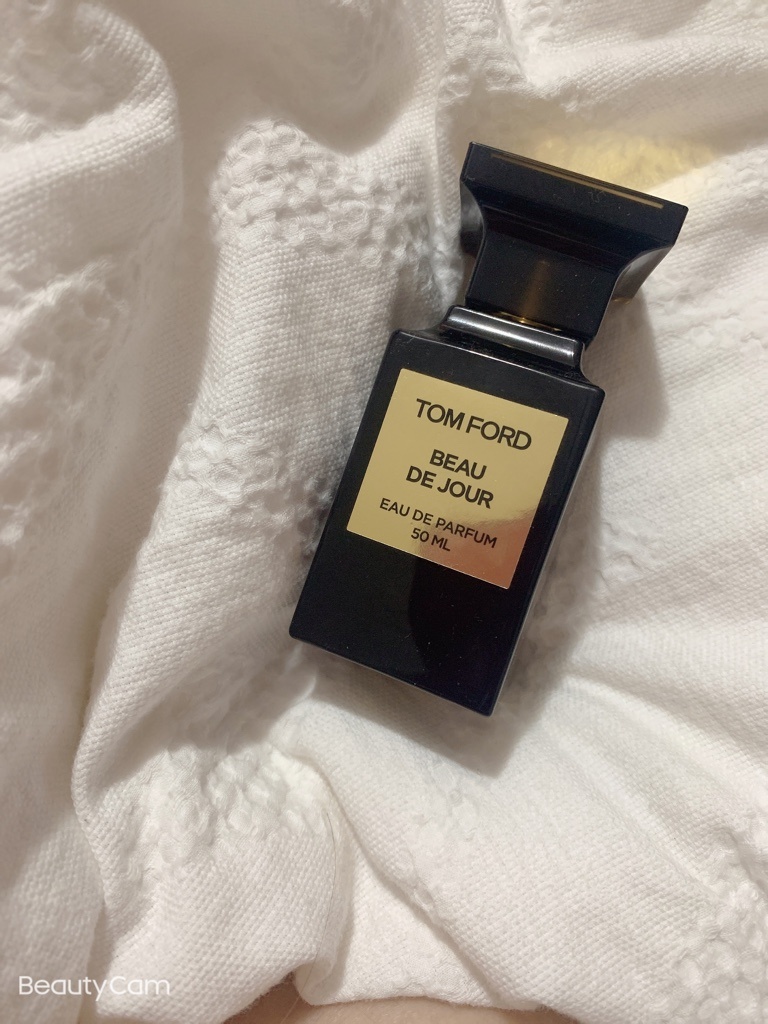 TOM FORD
BEAU
DE JOUR
EAU DE PARFUM
50 ML
BeautyCam